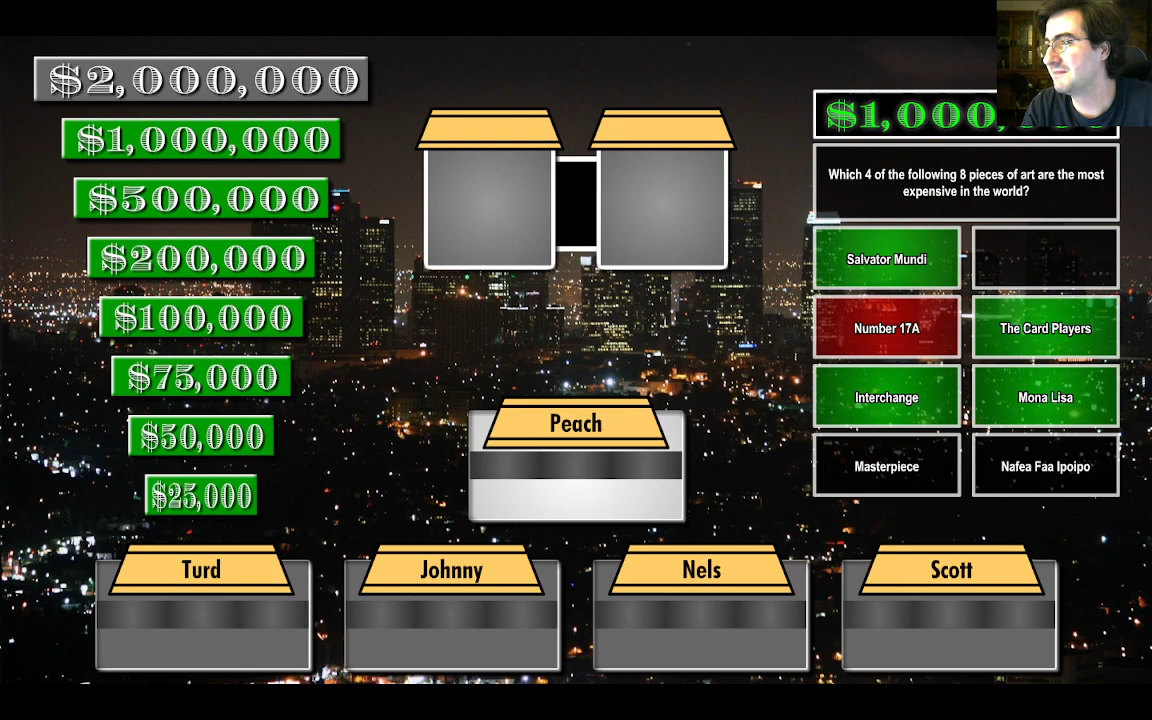 $2,000,000
$1,000,000
$500,000
$200,000
$100,000
$75,000
$50,000
$25,000
$1,000,
Which 4 of the following 8 pieces of art are the most
expensive in the world?
Salvator Mundi
Number 17A
The Card Players
Interchange
Mona Lisa
Masterpiece
Nafea Faa Ipoipo
Peach
Turd
Johnny
Nels
Scott